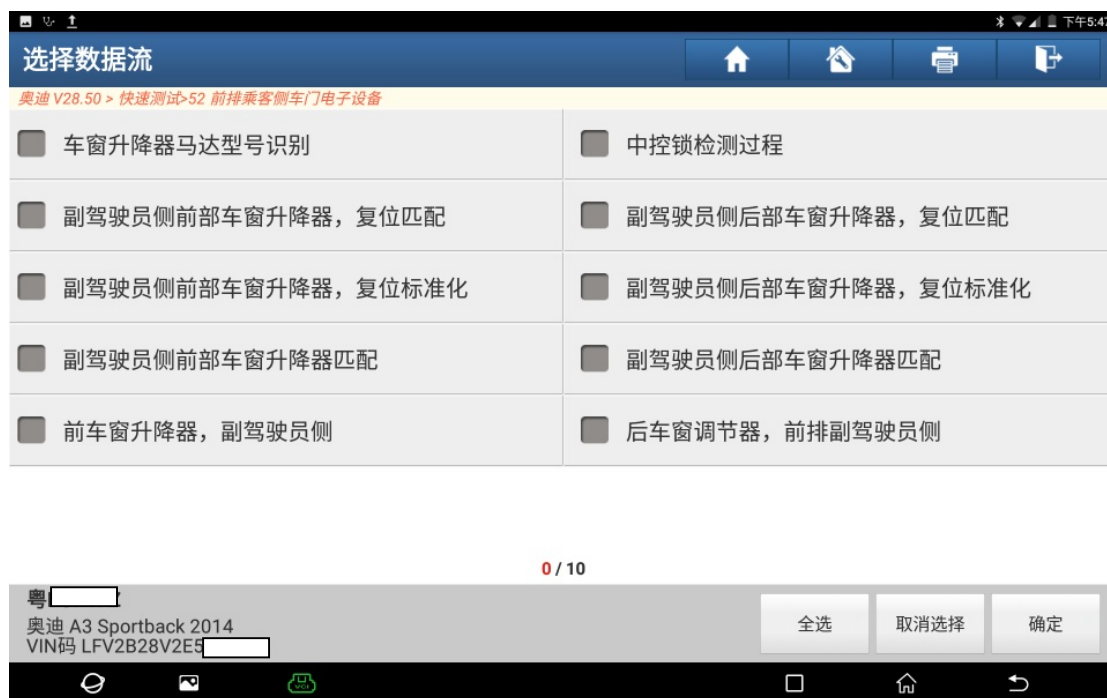 下午5:47
选择数据流
奥迪 V28.50 > 快速测试>52 前排乘客侧车门电子设备
车窗升降器马达型号识别
中控锁检测过程
副驾驶员侧前部车窗升降器，复位匹配
副驾驶员侧后部车窗升降器，复位匹配
副驾驶员侧前部车窗升降器，复位标准化
副驾驶员侧后部车窗升降器，复位标准化
副驾驶员侧前部车窗升降器匹配
副驾驶员侧后部车窗升降器匹配
前车窗升降器，副驾驶员侧
后车窗调节器，前排副驾驶员侧
0 / 10
粤
奥迪 A3 Sportback 2014
VIN码 LFV2B28V2E5
全选
取消选择
确定